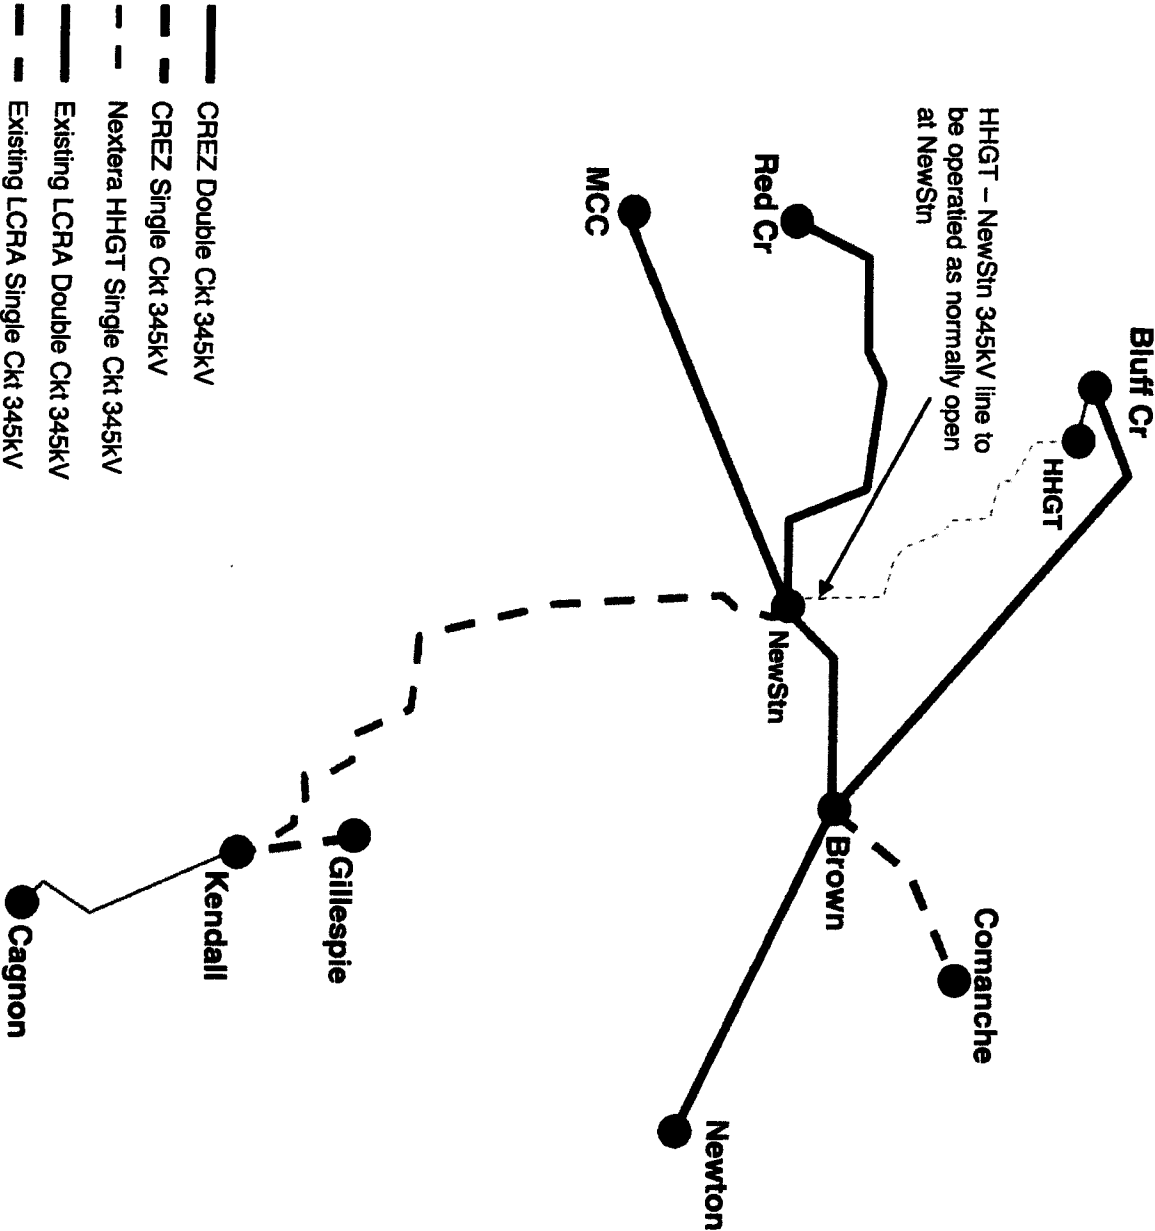 Bluff Cr
HHGT
HHGT – NewStn 345kV line to
be operatied as normally open
at NewStn
Red Cr
MCC
NewStn
Brown
Comanche
Newton
Gillespie
Kendall
Cagnon
CREZ Double Ckt 345kV
CREZ Single Ckt 345kV
Nextera HHGT Single Ckt 345kV
Existing LCRA Double Ckt 345kV
Existing LCRA Single Ckt 345kV